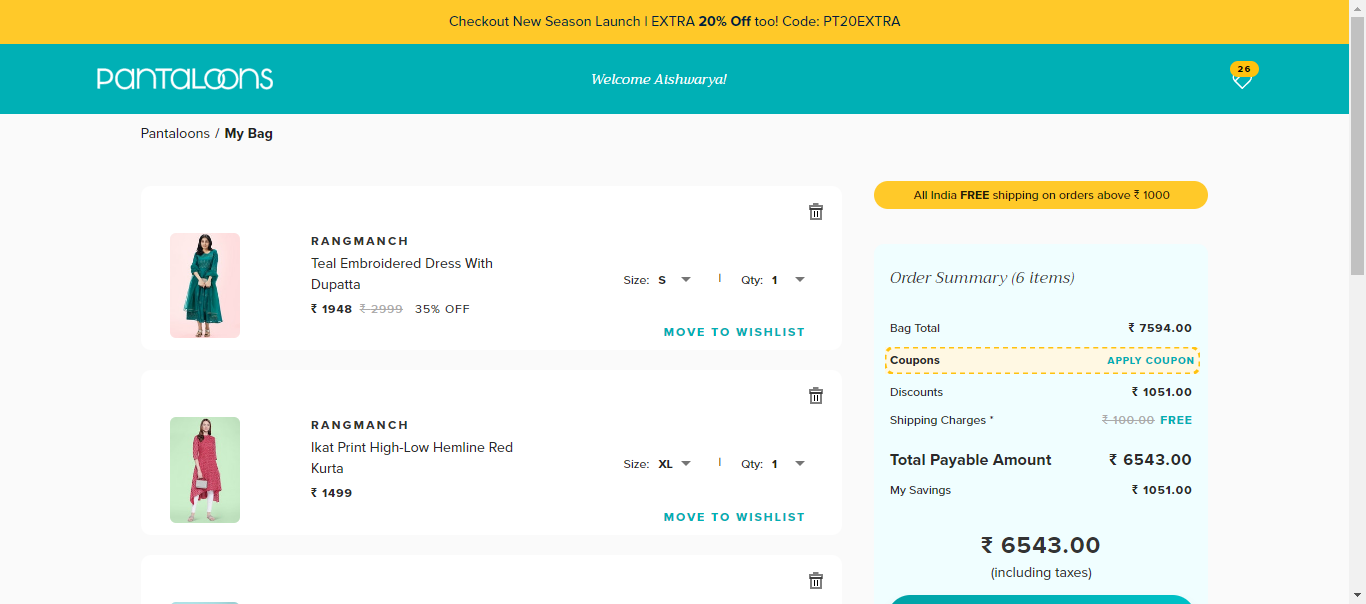 Checkout New Season Launch | EXTRA 20% Off too! Code: PT20EXTRA
PANTALOONS
Welcome Aishwarya!
26
Pantaloons / My Bag
RANGMANCH
Teal Embroidered Dress With
Dupatta
₹ 1948 ₹ 2999 35% OFF
Size: S | Qty: 1
MOVE TO WISHLIST
RANGMANCH
Ikat Print High-Low Hemline Red
Kurta
₹ 1499
Size: XL | Qty: 1
MOVE TO WISHLIST
All India FREE shipping on orders above ₹ 1000
Order Summary (6 items)
Bag Total ₹ 7594.00
Coupons APPLY COUPON
Discounts ₹ 1051.00
Shipping Charges * ₹ 100.00 FREE
Total Payable Amount ₹ 6543.00
My Savings ₹ 1051.00
₹ 6543.00
(including taxes)